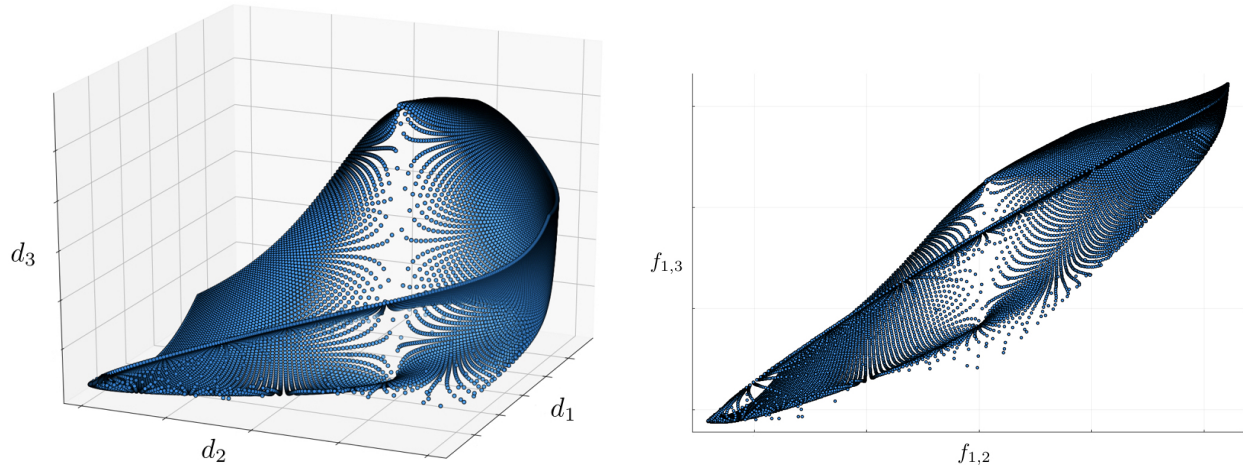 d₃
d₂
d₁
f₁,₃
f₁,₂